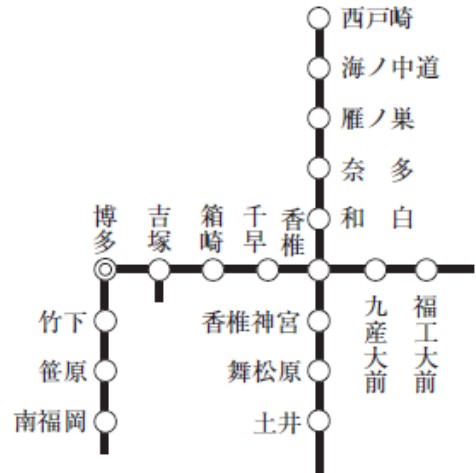 西戸崎
海ノ中道
雁ノ巣
奈多
和白
博多
吉塚
箱崎
千早
香椎
竹下
笹原
南福岡
香椎神宮
舞松原
土井
九産大前
福工大前